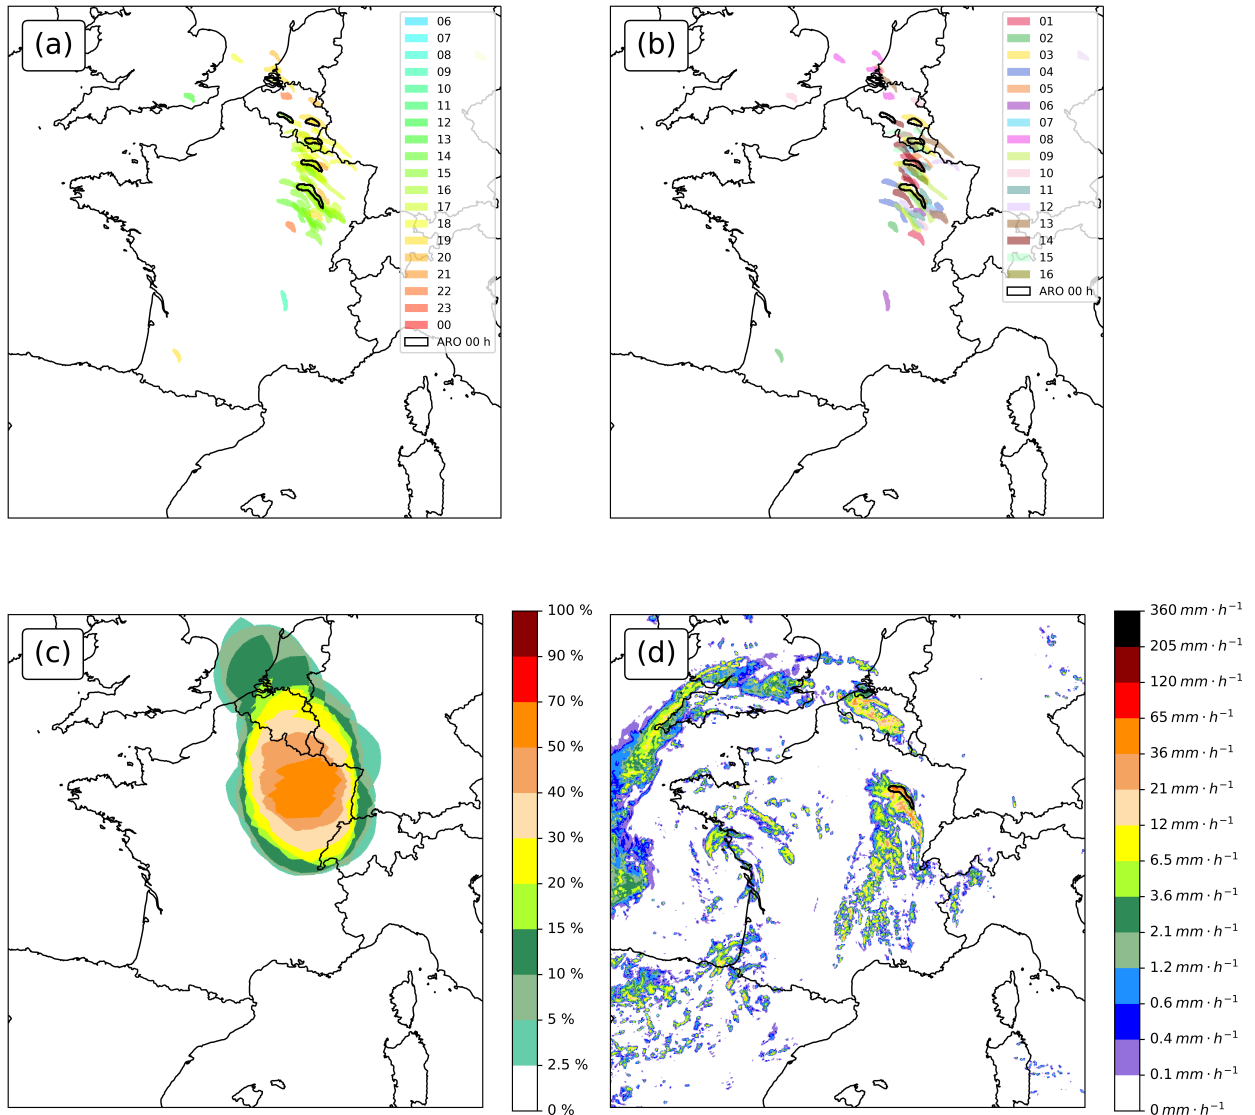 (a)
06
07
08
09
10
11
12
13
14
15
16
17
18
19
20
21
22
23
00
ARO 00 h
(b)
01
02
03
04
05
06
07
08
09
10
11
12
13
14
15
16
ARO 00 h
(c)
100 %
90 %
70 %
50 %
40 %
30 %
20 %
15 %
10 %
5 %
2.5 %
0 %
(d)
360 mm · h⁻¹
205 mm · h⁻¹
120 mm · h⁻¹
65 mm · h⁻¹
36 mm · h⁻¹
21 mm · h⁻¹
12 mm · h⁻¹
6.5 mm · h⁻¹
3.6 mm · h⁻¹
2.1 mm · h⁻¹
1.2 mm · h⁻¹
0.6 mm · h⁻¹
0.4 mm · h⁻¹
0.1 mm · h⁻¹
0 mm · h⁻¹